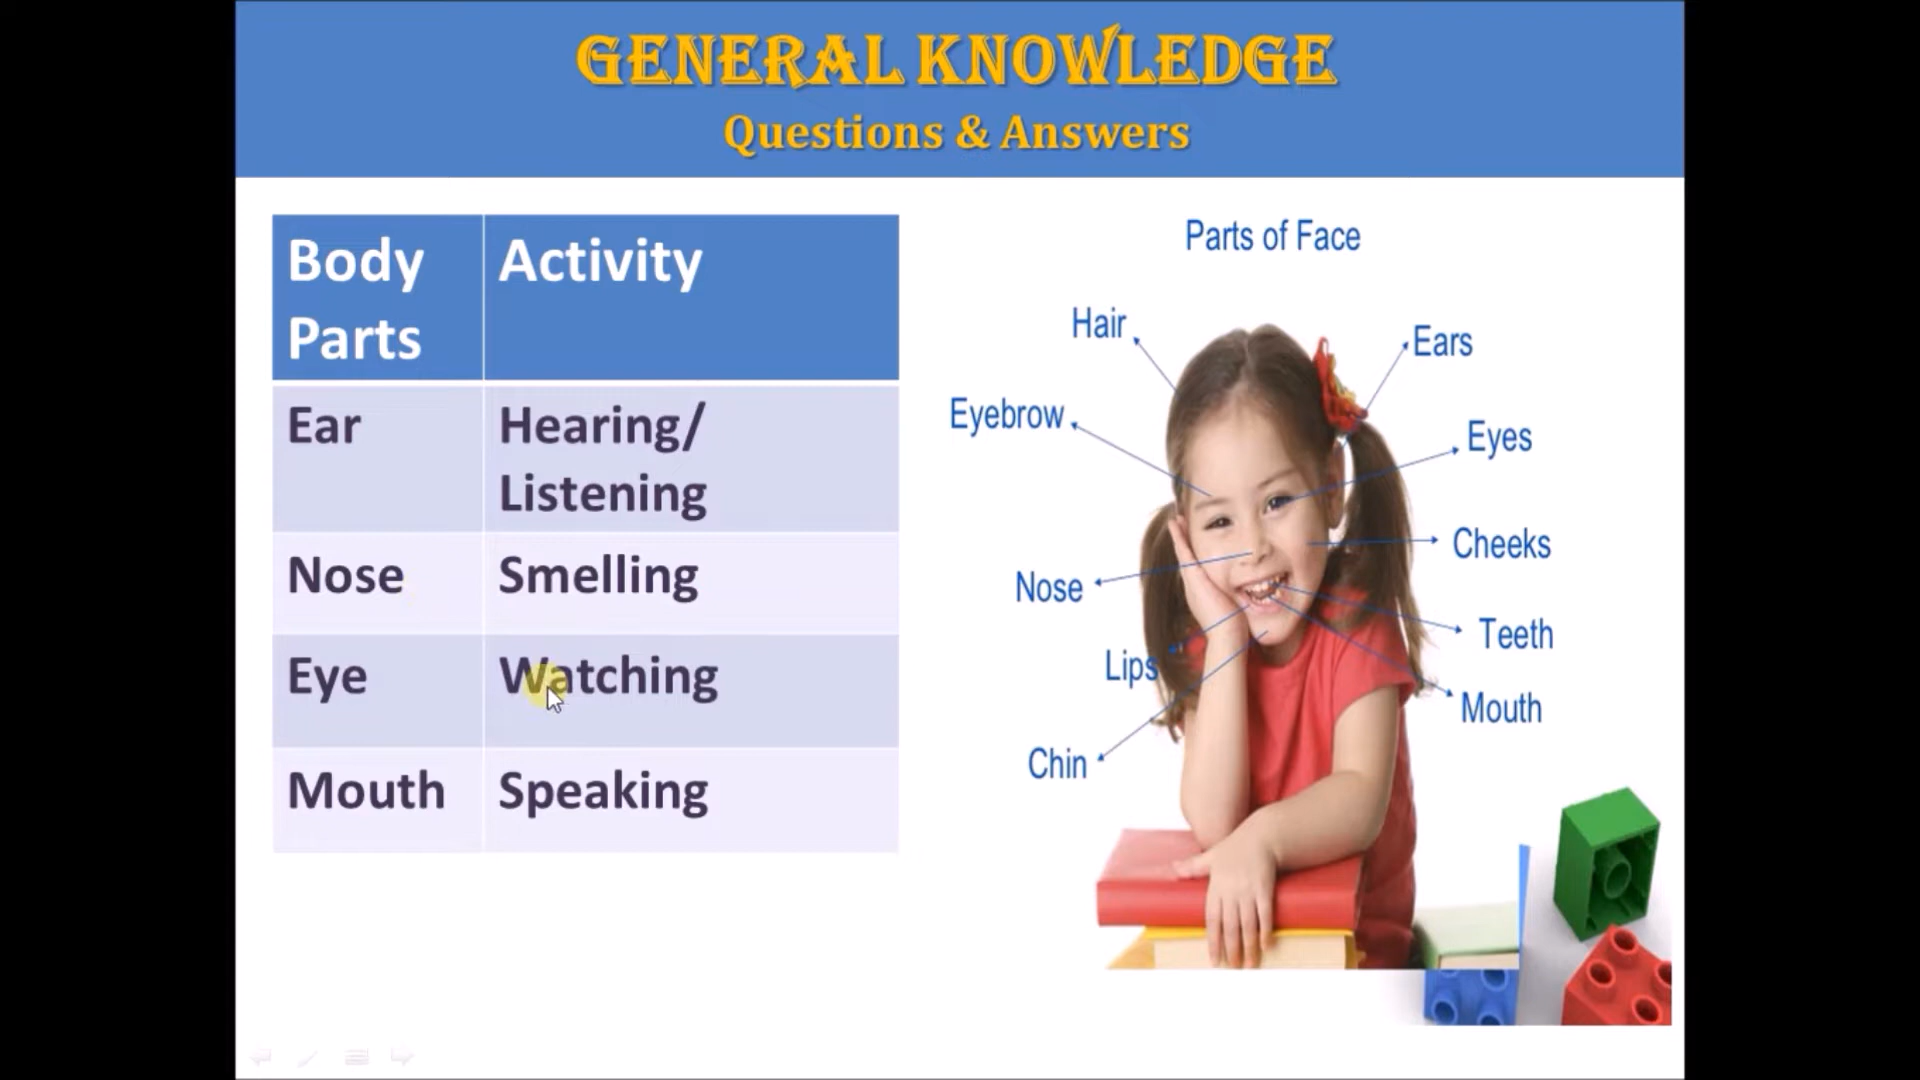 GENERAL KNOWLEDGE
Questions & Answers
Body
Parts
Activity
Ear
Hearing/
Listening
Nose
Smelling
Eye
Watching
Mouth
Speaking
Parts of Face
Hair
Ears
Eyebrow
Eyes
Cheeks
Nose
Teeth
Lips
Mouth
Chin